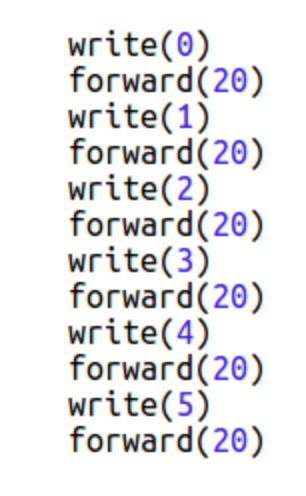 write(0)
forward(20)
write(1)
forward(20)
write(2)
forward(20)
write(3)
forward(20)
write(4)
forward(20)
write(5)
forward(20)